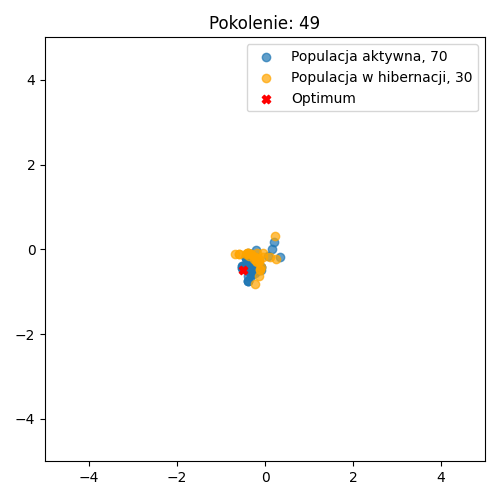 Pokolenie: 49
Populacja aktywna, 70
Populacja w hibernacji, 30
Optimum
4
2
0
−2
−4
−4 −2 0 2 4